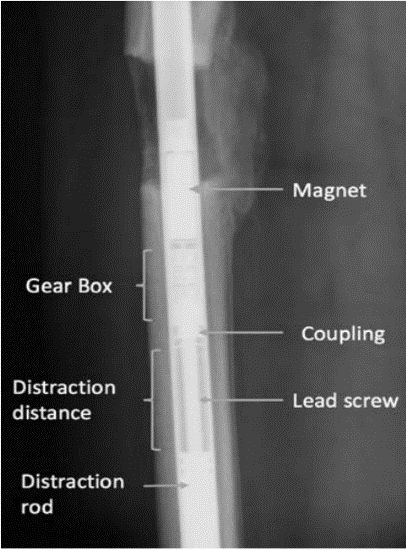 Magnet
Gear Box
Coupling
Distraction
distance
Lead screw
Distraction
rod